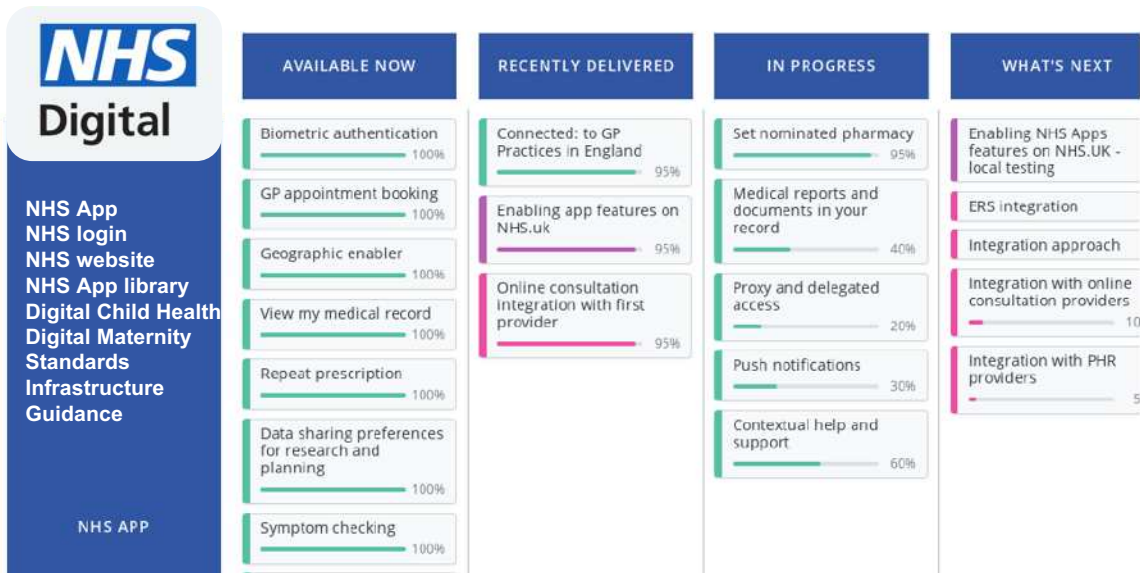 NHS
Digital
NHS App
NHS login
NHS website
NHS App library
Digital Child Health
Digital Maternity
Standards
Infrastructure
Guidance
NHS APP
AVAILABLE NOW
Biometric authentication
100%
GP appointment booking
100%
Geographic enabler
100%
View my medical record
100%
Repeat prescription
100%
Data sharing preferences
for research and
planning
100%
Symptom checking
100%
RECENTLY DELIVERED
Connected: to GP
Practices in England
95%
Enabling app features on
NHS.uk
95%
Online consultation
integration with first
provider
95%
IN PROGRESS
Set nominated pharmacy
95%
Medical reports and
documents in your
record
40%
Proxy and delegated
access
20%
Push notifications
30%
Contextual help and
support
60%
WHAT'S NEXT
Enabling NHS Apps
features on NHS.UK -
local testing
ERS integration
Integration approach
Integration with online
consultation providers
10
Integration with PHR
providers
5